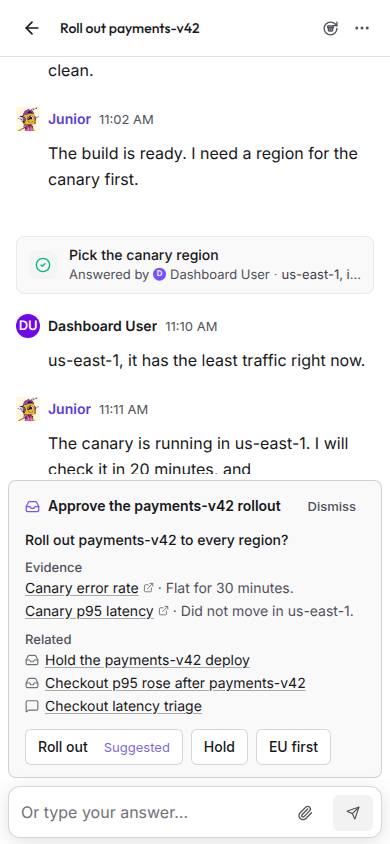 Roll out payments-v42
clean.
Junior 11:02 AM
The build is ready. I need a region for the
canary first.
Pick the canary region
Answered by D Dashboard User · us-east-1, i...
DU Dashboard User 11:10 AM
us-east-1, it has the least traffic right now.
Junior 11:11 AM
The canary is running in us-east-1. I will
check it in 20 minutes, and
Approve the payments-v42 rollout Dismiss
Roll out payments-v42 to every region?
Evidence
Canary error rate · Flat for 30 minutes.
Canary p95 latency · Did not move in us-east-1.
Related
Hold the payments-v42 deploy
Checkout p95 rose after payments-v42
Checkout latency triage
Roll out Suggested Hold EU first
Or type your answer...